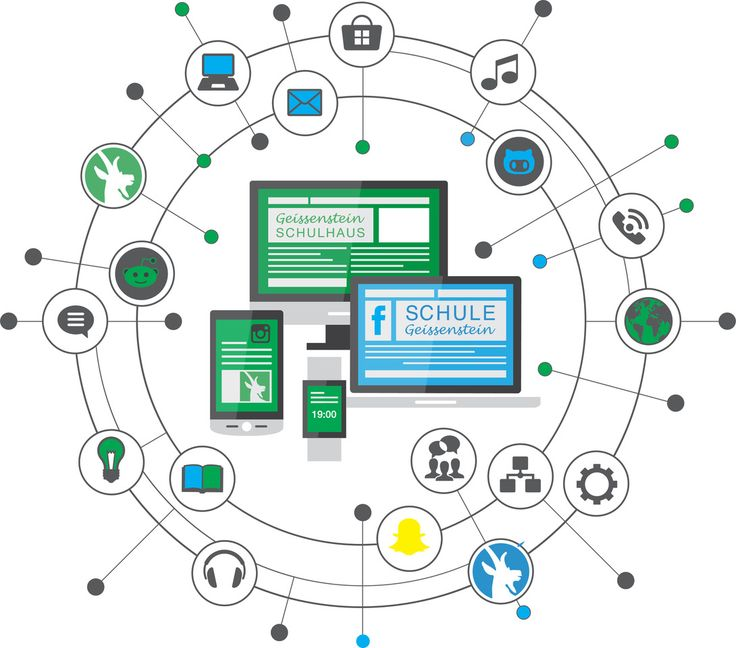 Geissenstein
SCHULHAUS
f SCHULE
Geissenstein
19:00